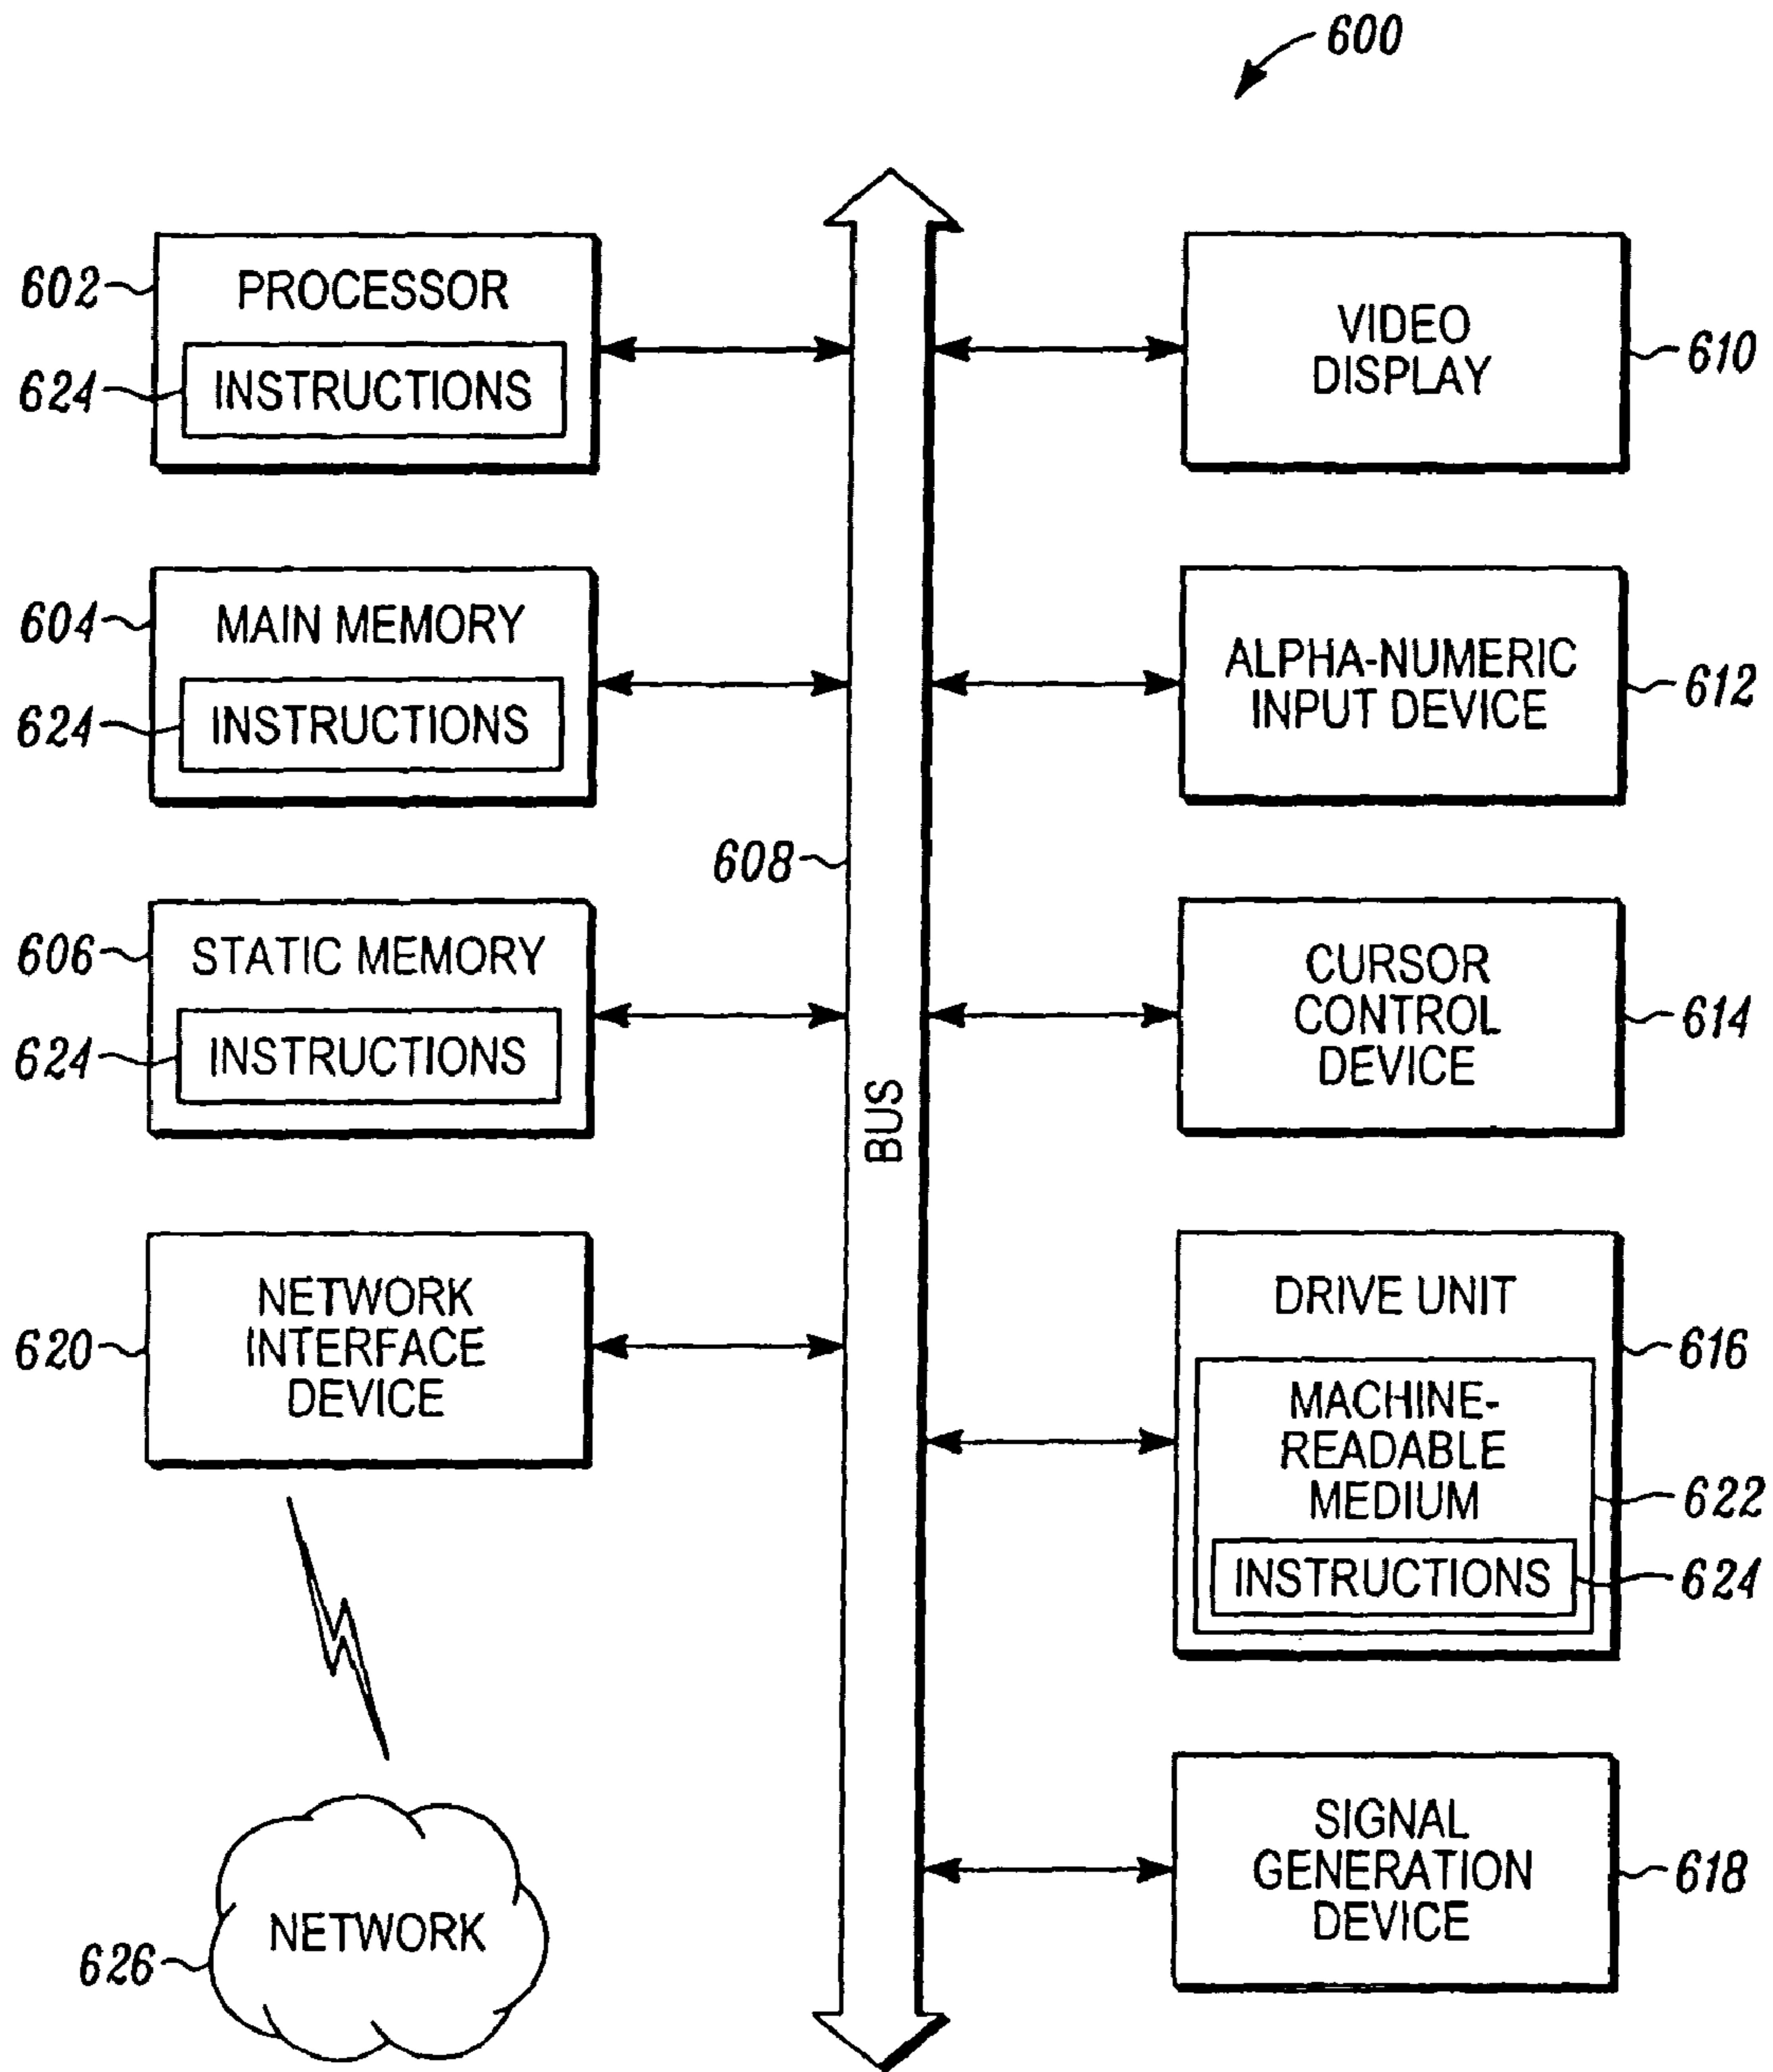 600
602
PROCESSOR
624
INSTRUCTIONS
604
MAIN MEMORY
624
INSTRUCTIONS
606
STATIC MEMORY
624
INSTRUCTIONS
620
NETWORK
INTERFACE
DEVICE
626
NETWORK
608
BUS
VIDEO
DISPLAY
610
ALPHA-NUMERIC
INPUT DEVICE
612
CURSOR
CONTROL
DEVICE
614
DRIVE UNIT
616
MACHINE-
READABLE
MEDIUM
622
INSTRUCTIONS
624
SIGNAL
GENERATION
DEVICE
618